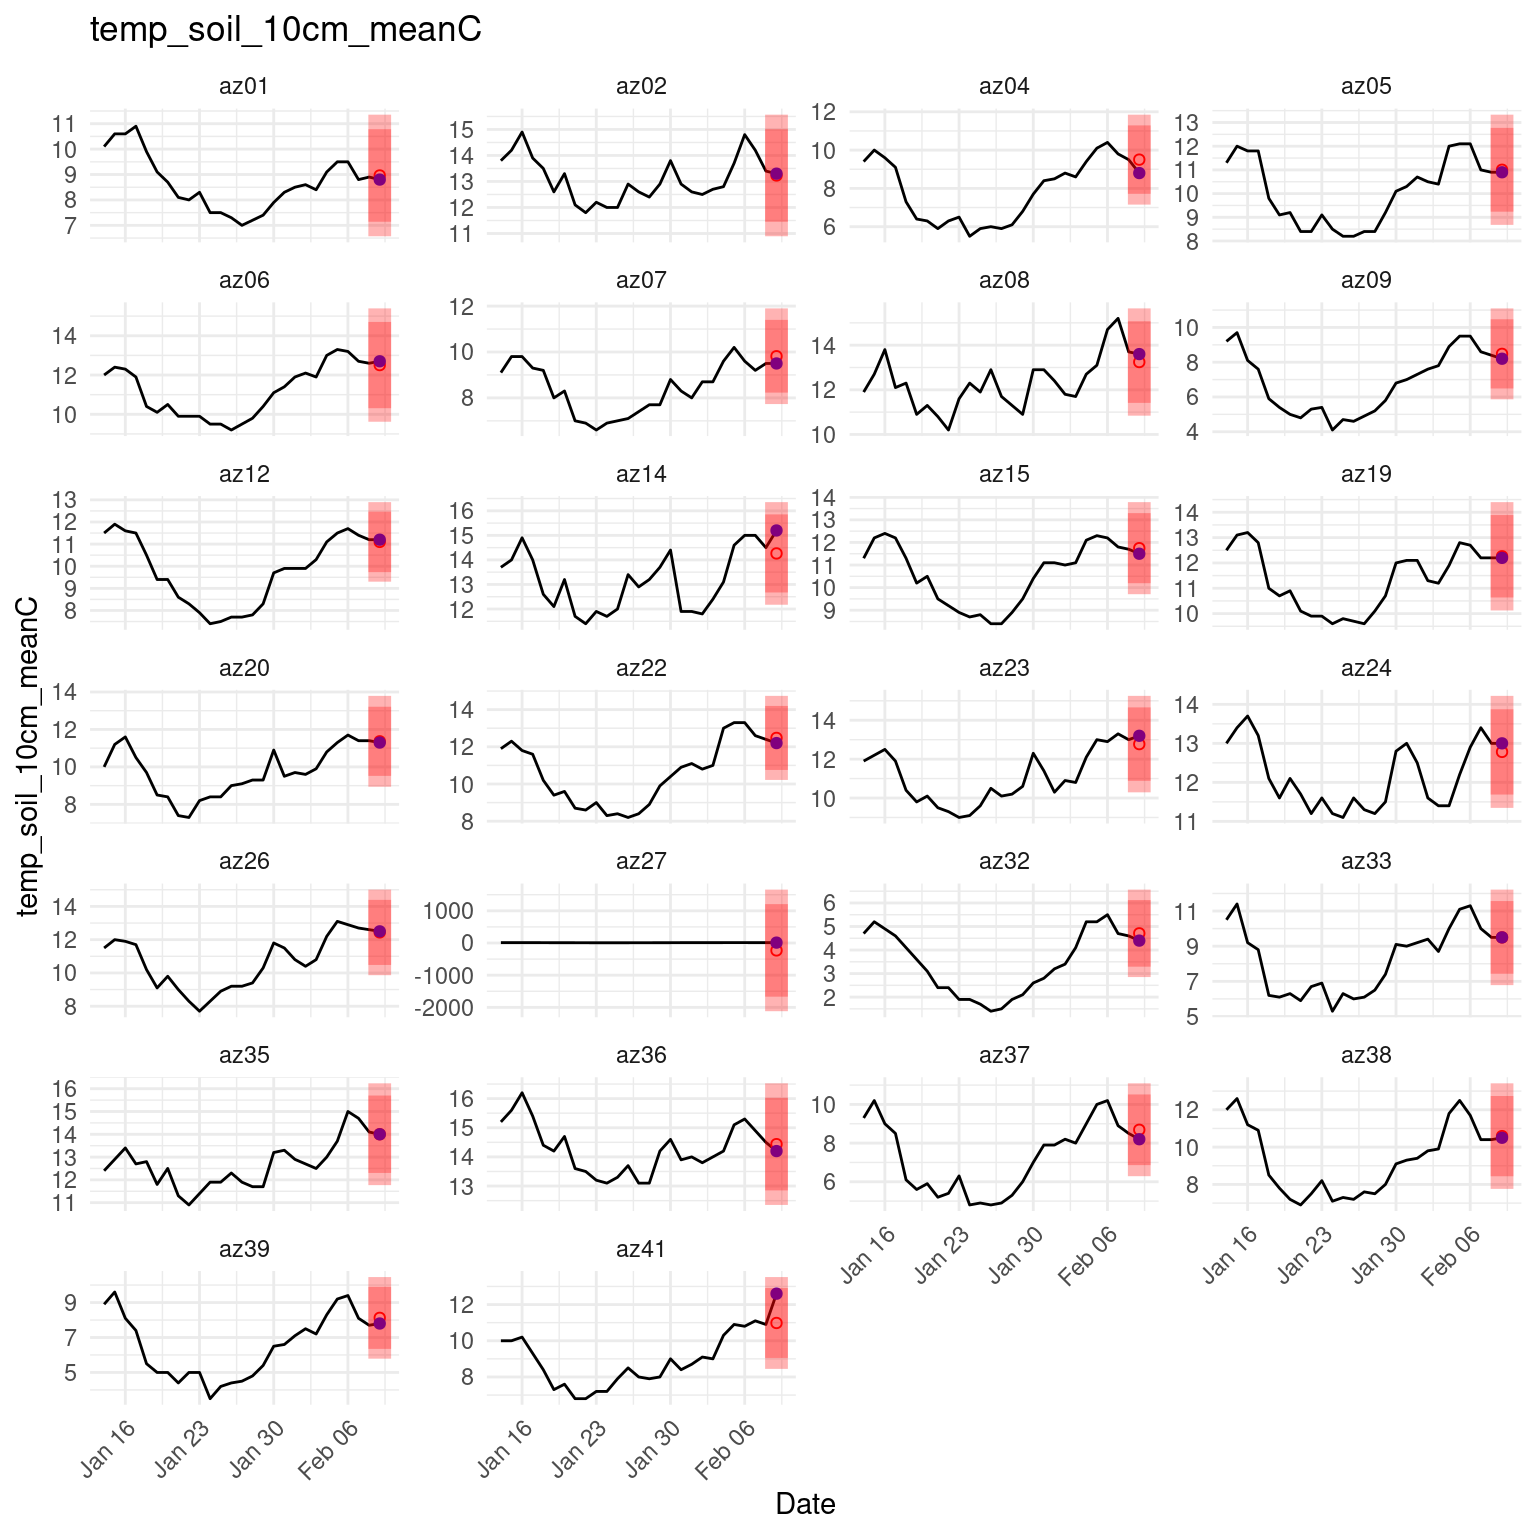 temp_soil_10cm_meanC
az01 az02 az04 az05
11 10 9 8 7
15 14 13 12 11
12 10 8 6
13 12 11 10 9 8
az06 az07 az08 az09
14 12 10
12 10 8
14 12 10
10 8 6 4
az12 az14 az15 az19
13 12 11 10 9 8
16 15 14 13 12
14 13 12 11 10 9
14 13 12 11 10
temp_soil_10cm_meanC
az20 az22 az23 az24
14 12 10 8
14 12 10 8
14 12 10
14 13 12 11
az26 az27 az32 az33
14 12 10 8
1000 0 -1000 -2000
6 5 4 3 2
11 9 7 5
az35 az36 az37 az38
16 15 14 13 12 11
16 15 14 13
10 8 6
12 10 8
Jan 16 Jan 23 Jan 30 Feb 06
Jan 16 Jan 23 Jan 30 Feb 06
az39 az41
9 7 5
12 10 8
Jan 16 Jan 23 Jan 30 Feb 06
Jan 16 Jan 23 Jan 30 Feb 06
Date